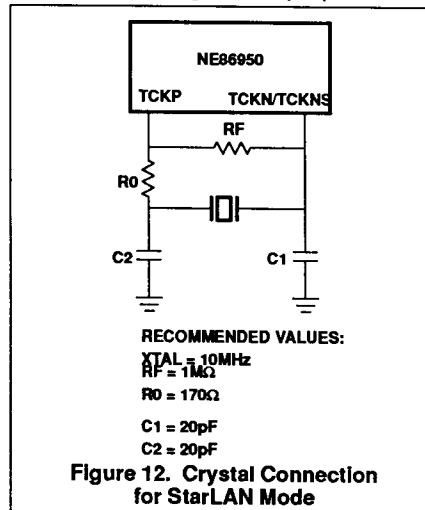 NE86950
TCKP TCKN/TCKNS
RF
R0
C2 C1
RECOMMENDED VALUES:
XTAL = 10MHz
RF = 1MΩ
R0 = 170Ω
C1 = 20pF
C2 = 20pF
Figure 12. Crystal Connection
for StarLAN Mode